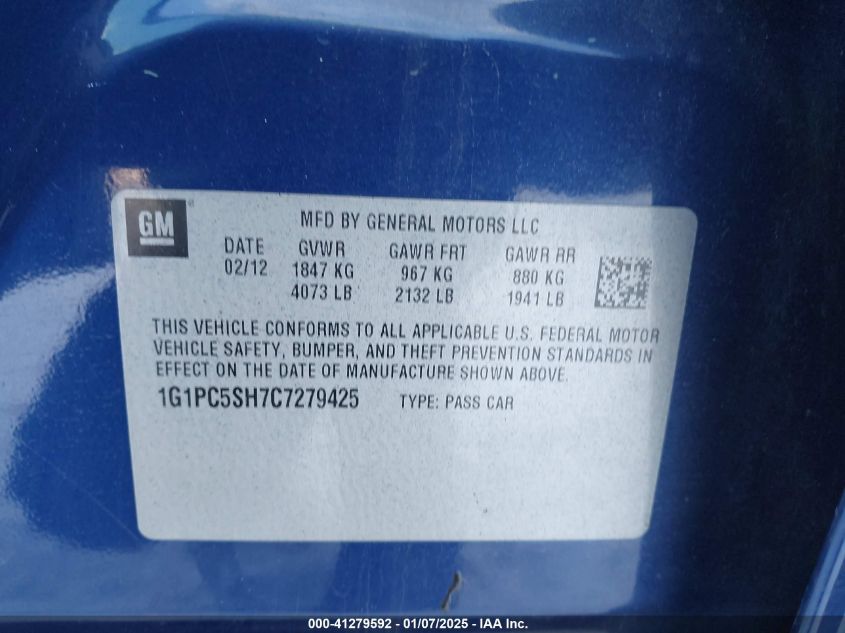 GM
MFD BY GENERAL MOTORS LLC
DATE GVWR GAWR FRT GAWR RR
02/12 1847 KG 967 KG 880 KG
4073 LB 2132 LB 1941 LB
THIS VEHICLE CONFORMS TO ALL APPLICABLE U.S. FEDERAL MOTOR
VEHICLE SAFETY, BUMPER, AND THEFT PREVENTION STANDARDS IN
EFFECT ON THE DATE OF MANUFACTURE SHOWN ABOVE.
1G1PC5SH7C7279425 TYPE: PASS CAR
000-41279592 - 01/07/2025 - IAA Inc.